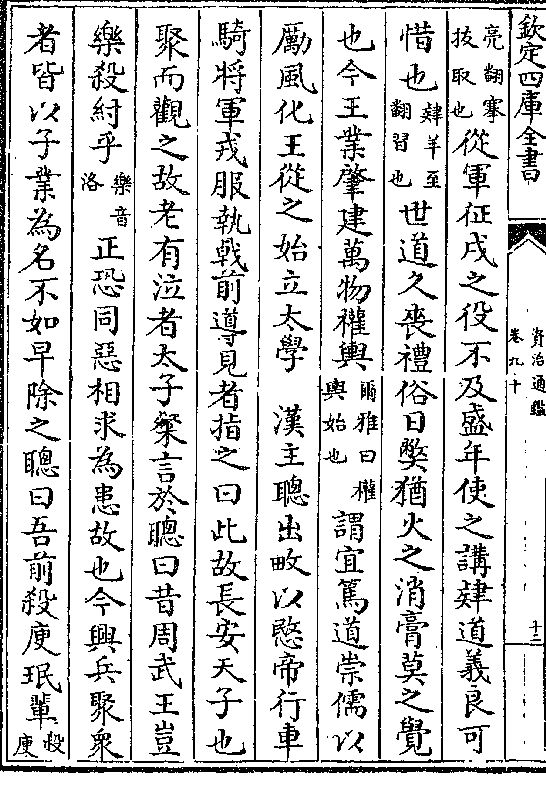 欽定四庫全書
資治通鑑
卷九十
十二
亮翻搴
拔取也從軍征戍之役不及盛年使之講肄道義良可
惜也肄羊至
翻習也世道久喪禮俗日獘猶火之消膏莫之覺
也今王業肇建萬物權輿爾雅曰權
輿始也謂宜篤道崇儒以
勵風化王從之始立太學 漢主聰出畋以愍帝行車
騎將軍戎服執戟前導見者指之曰此故長安天子也
聚而觀之故老有泣者太子粲言於聰曰昔周武王豈
樂殺紂乎樂音
洛正恐同惡相求為患故也今興兵聚衆
者皆以子業為名不如早除之聰曰吾前殺庾珉輩殺
庾